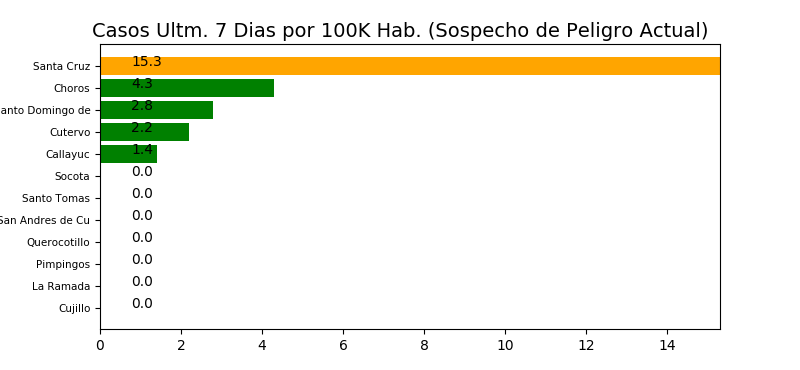 Casos Ultm. 7 Dias por 100K Hab. (Sospecho de Peligro Actual)
Santa Cruz 15.3
Choros 4.3
anto Domingo de 2.8
Cutervo 2.2
Callayuc 1.4
Socota 0.0
Santo Tomas 0.0
San Andres de Cu 0.0
Querocotillo 0.0
Pimpingos 0.0
La Ramada 0.0
Cujillo 0.0
0 2 4 6 8 10 12 14